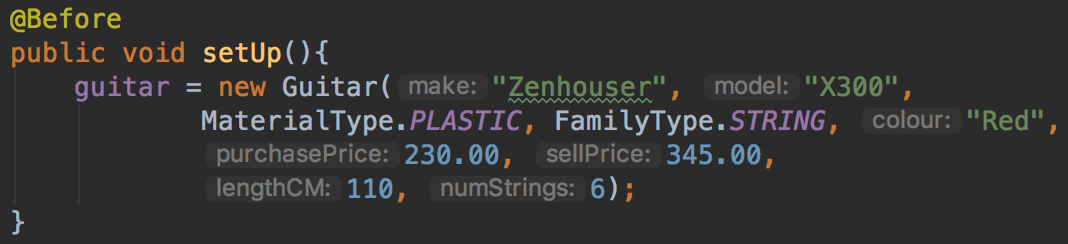 @Before
public void setUp(){
guitar = new Guitar( make: "Zenhouser", model: "X300",
MaterialType.PLASTIC, FamilyType.STRING, colour: "Red",
purchasePrice: 230.00, sellPrice: 345.00,
lengthCM: 110, numStrings: 6);
}